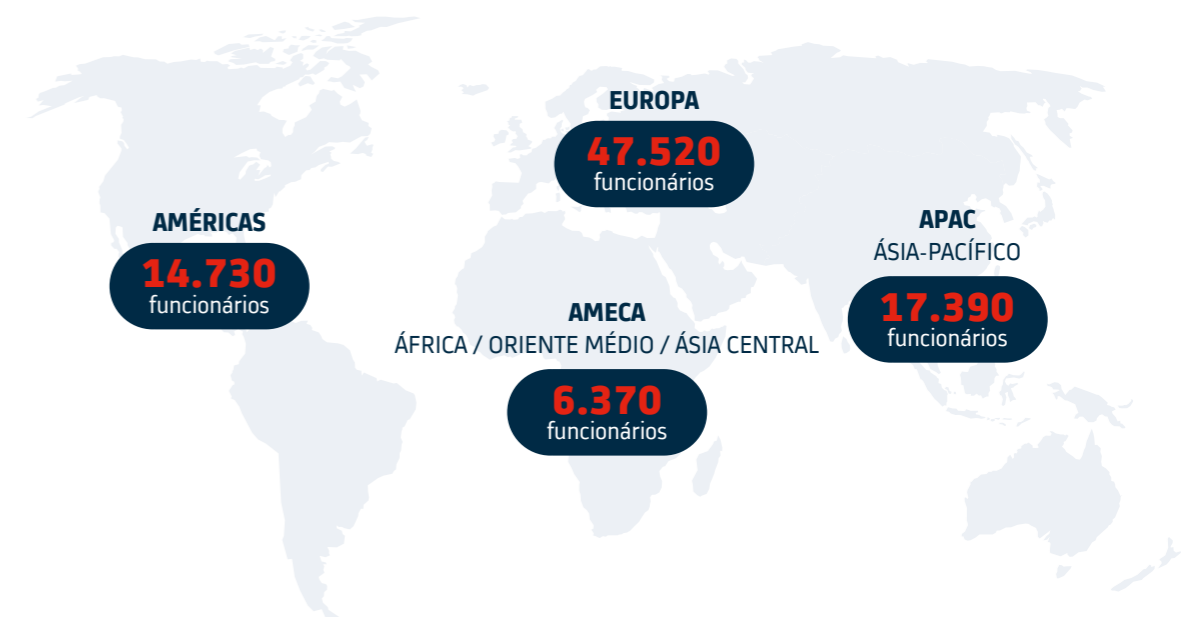 EUROPA
47.520
funcionários
AMÉRICAS
14.730
funcionários
APAC
ÁSIA-PACÍFICO
17.390
funcionários
AMECA
ÁFRICA / ORIENTE MÉDIO / ÁSIA CENTRAL
6.370
funcionários